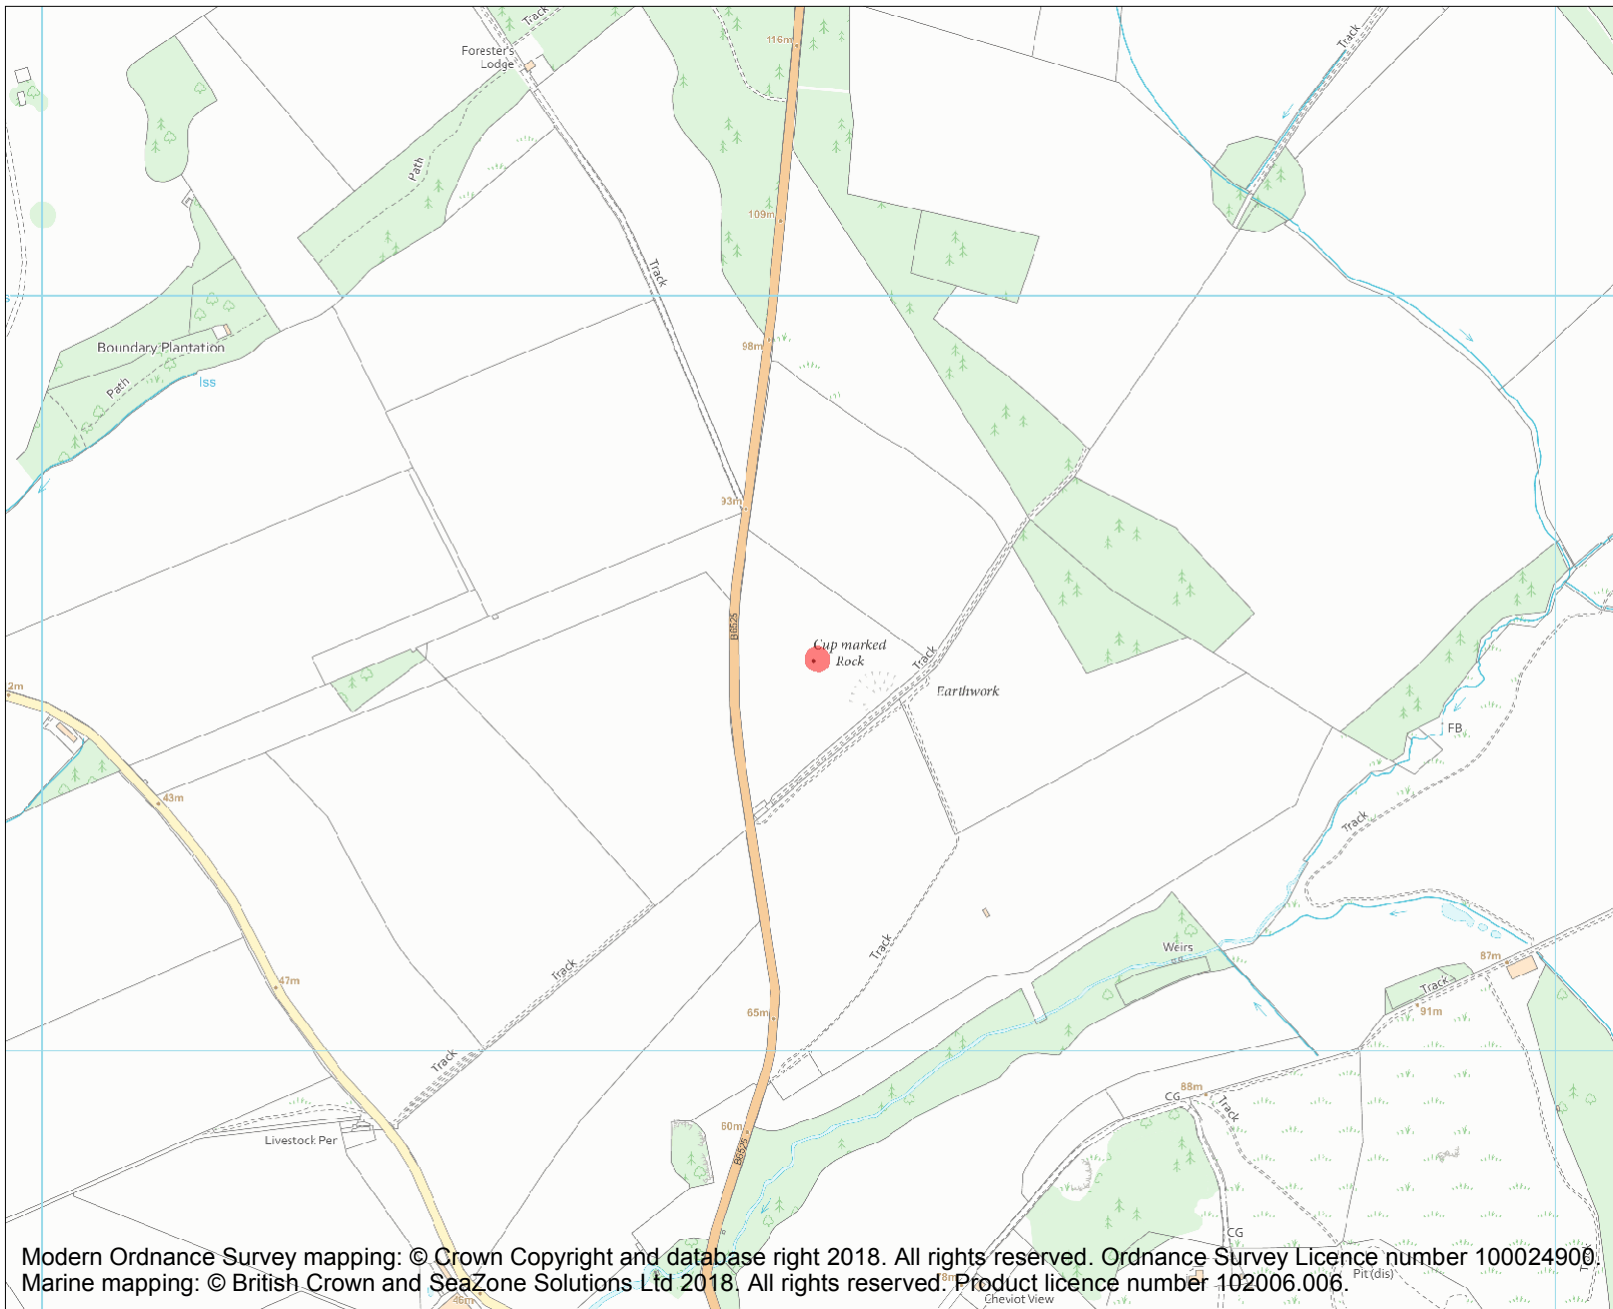 Track
116m
Forester's
Lodge
Track
Path
109m
Track
98m
Boundary Plantation
Path
Iss
93m
B6525
Cup marked
Rock
Track
Earthwork
2m
FB
43m
Track
Weirs
87m
Track
Track
47m
Track
91m
65m
Track
88m
CG
Track
60m
Livestock Pen
B6525
CG
Modern Ordnance Survey mapping: © Crown Copyright and database right 2018. All rights reserved. Ordnance Survey Licence number 100024900.
Marine mapping: © British Crown and SeaZone Solutions Ltd 2018. All rights reserved. Product licence number 102006.006.
Pit (dis)
78m
46m
Cheviot View